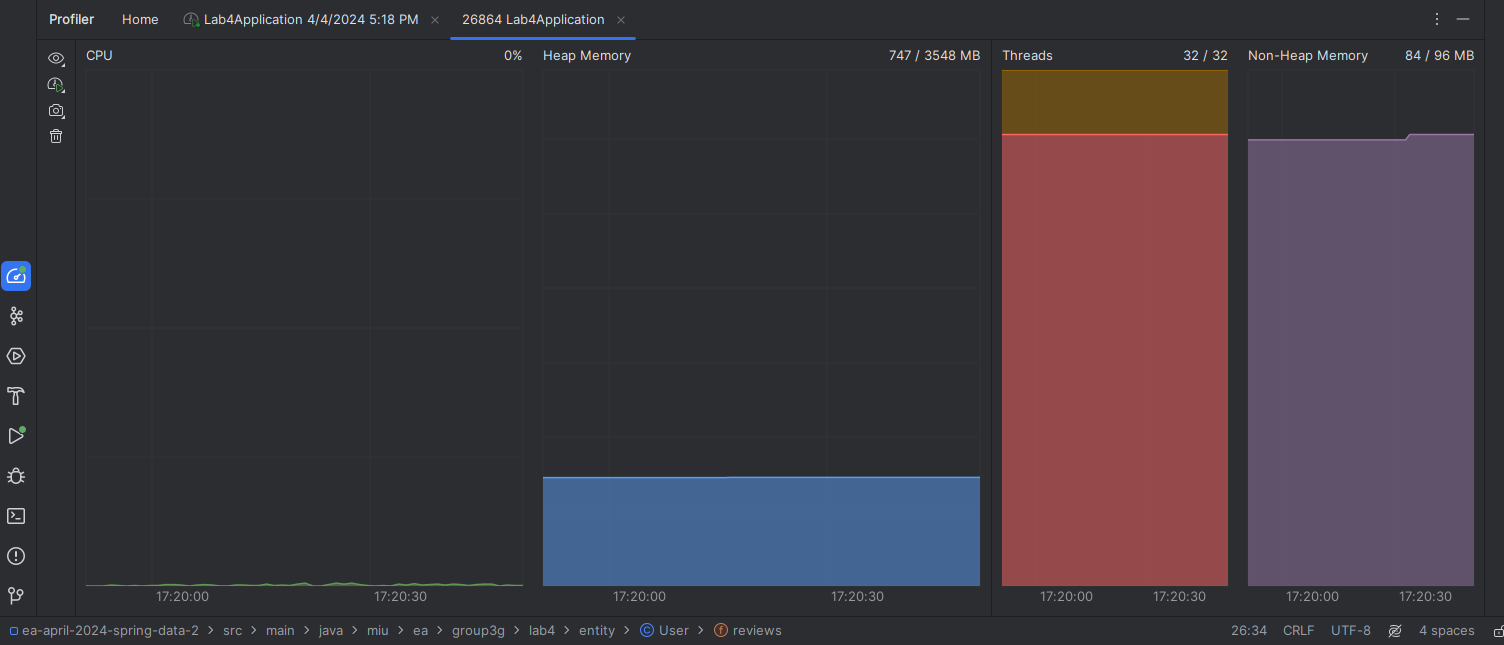 Profiler Home Lab4Application 4/4/2024 5:18 PM 26864 Lab4Application
CPU 0% Heap Memory 747 / 3548 MB Threads 32 / 32 Non-Heap Memory 84 / 96 MB
17:20:00 17:20:30 17:20:00 17:20:30 17:20:00 17:20:30 17:20:00 17:20:30
ea-april-2024-spring-data-2 > src > main > java > miu > ea > group3g > lab4 > entity > C User > f reviews 26:34 CRLF UTF-8 4 spaces